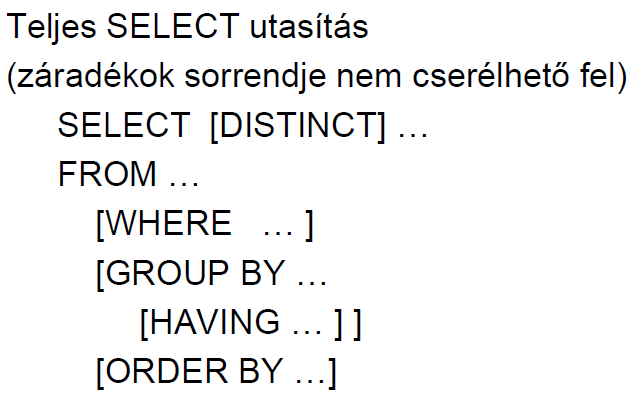 Teljes SELECT utasítás
(záradékok sorrendje nem cserélhető fel)
SELECT [DISTINCT] …
FROM …
[WHERE … ]
[GROUP BY …
[HAVING … ] ]
[ORDER BY …]